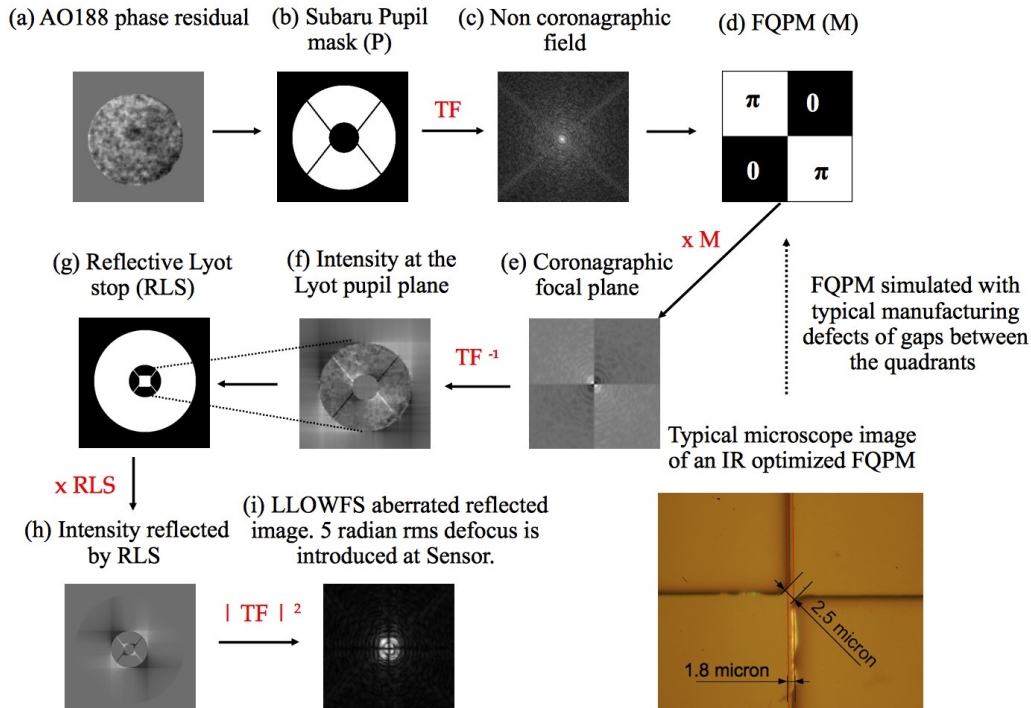 (a) AO188 phase residual
(b) Subaru Pupil
mask (P)
(c) Non coronagraphic
field
(d) FQPM (M)
TF
π
0
0
π
x M
(g) Reflective Lyot
stop (RLS)
(f) Intensity at the
Lyot pupil plane
(e) Coronagraphic
focal plane
FQPM simulated with
typical manufacturing
defects of gaps between
the quadrants
TF -1
Typical microscope image
of an IR optimized FQPM
x RLS
(h) Intensity reflected
by RLS
(i) LLOWFS aberrated reflected
image. 5 radian rms defocus is
introduced at Sensor.
| TF | 2
2.5 micron
1.8 micron